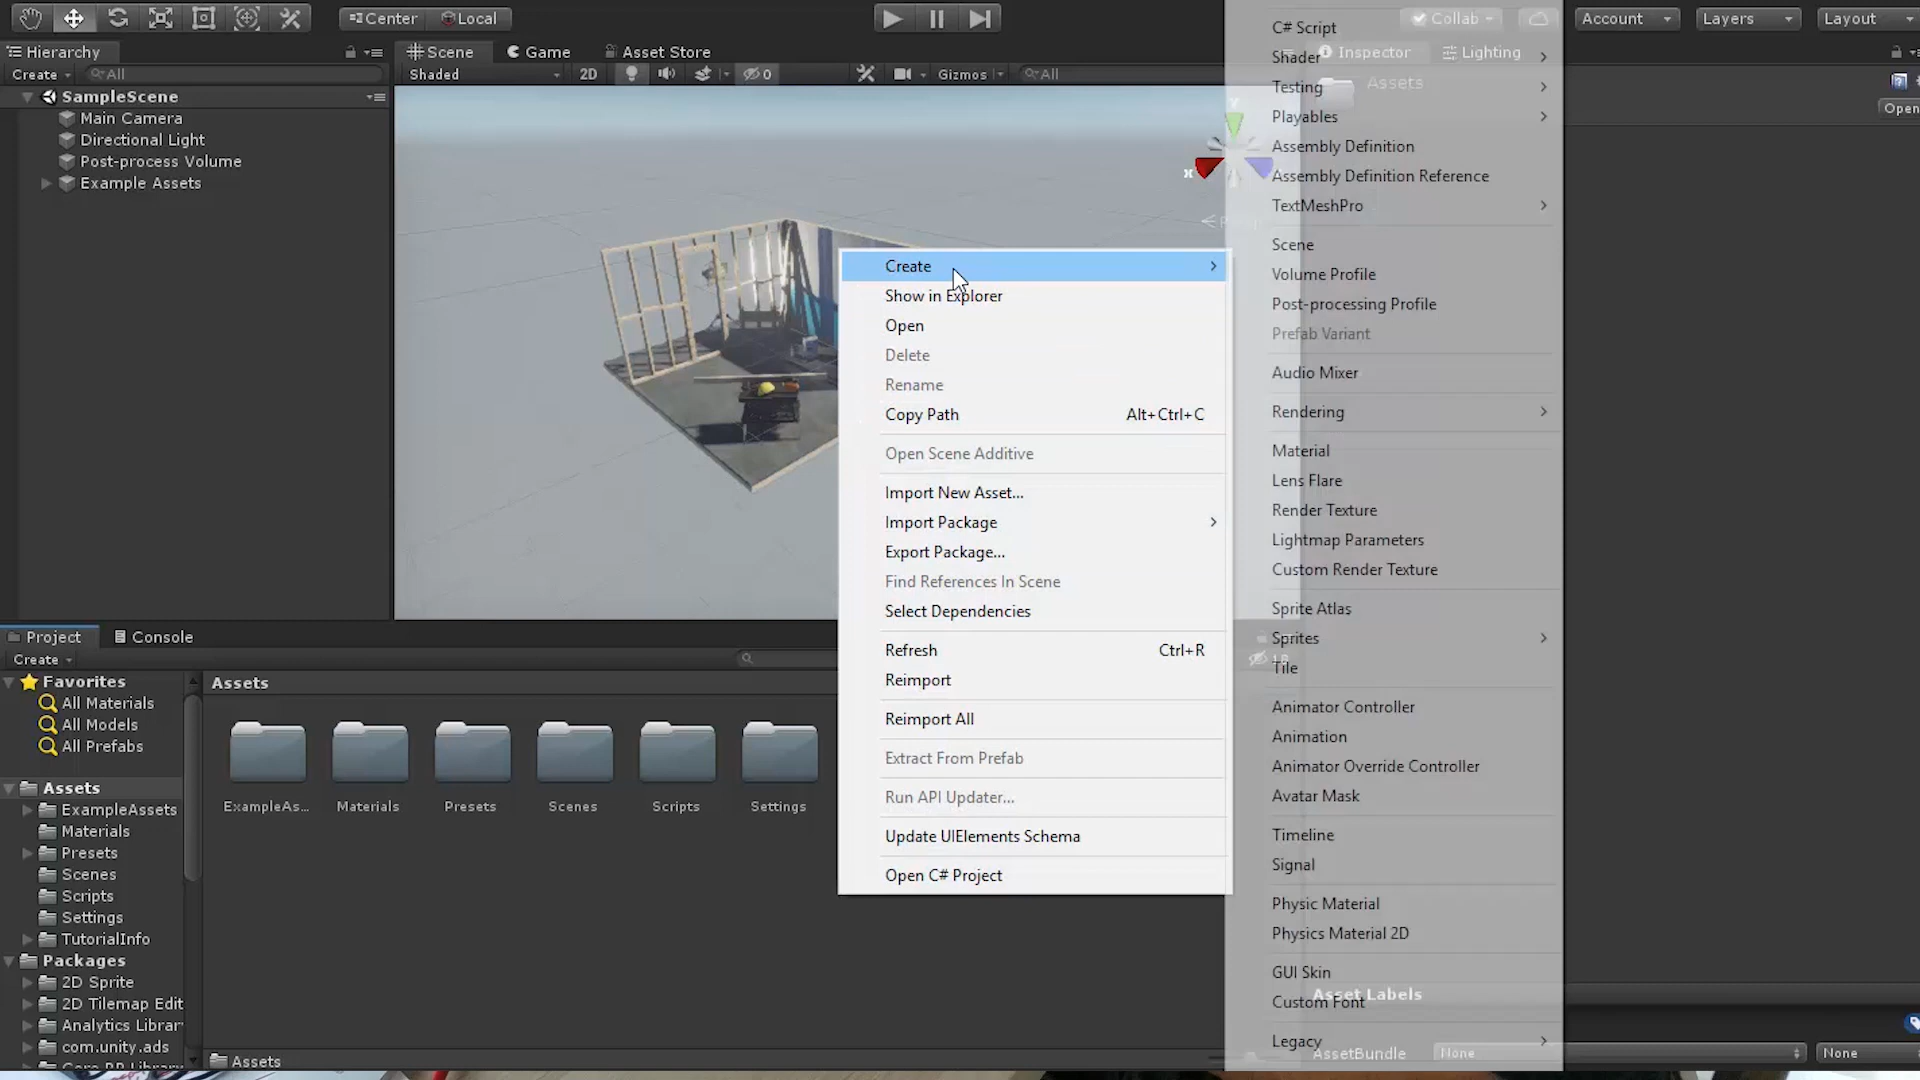 Center
Local
Collab
Account
Layers
Layout
Hierarchy
Create
All
SampleScene
Main Camera
Directional Light
Post-process Volume
Example Assets
Scene
Game
Asset Store
Shaded
2D
0
Gizmos
All
Y
X
Inspector
Lighting
Assets
Open
C# Script
Shader
Testing
Playables
Assembly Definition
Assembly Definition Reference
TextMeshPro
Scene
Volume Profile
Post-processing Profile
Prefab Variant
Audio Mixer
Rendering
Material
Lens Flare
Render Texture
Lightmap Parameters
Custom Render Texture
Sprite Atlas
Sprites
Tile
Animator Controller
Animation
Animator Override Controller
Avatar Mask
Timeline
Signal
Physic Material
Physics Material 2D
GUI Skin
Custom Font
Legacy
Create
Show in Explorer
Open
Delete
Rename
Copy Path Alt+Ctrl+C
Open Scene Additive
Import New Asset...
Import Package
Export Package...
Find References In Scene
Select Dependencies
Refresh Ctrl+R
Reimport
Reimport All
Extract From Prefab
Run API Updater...
Update UIElements Schema
Open C# Project
Project
Console
Create
Favorites
All Materials
All Models
All Prefabs
Assets
ExampleAssets
Materials
Presets
Scenes
Scripts
Settings
TutorialInfo
Packages
2D Sprite
2D Tilemap Edit
Analytics Librar
com.unity.ads
Assets
ExampleAs...
Materials
Presets
Scenes
Scripts
Settings
Assets
Asset Labels
AssetBundle
None
None